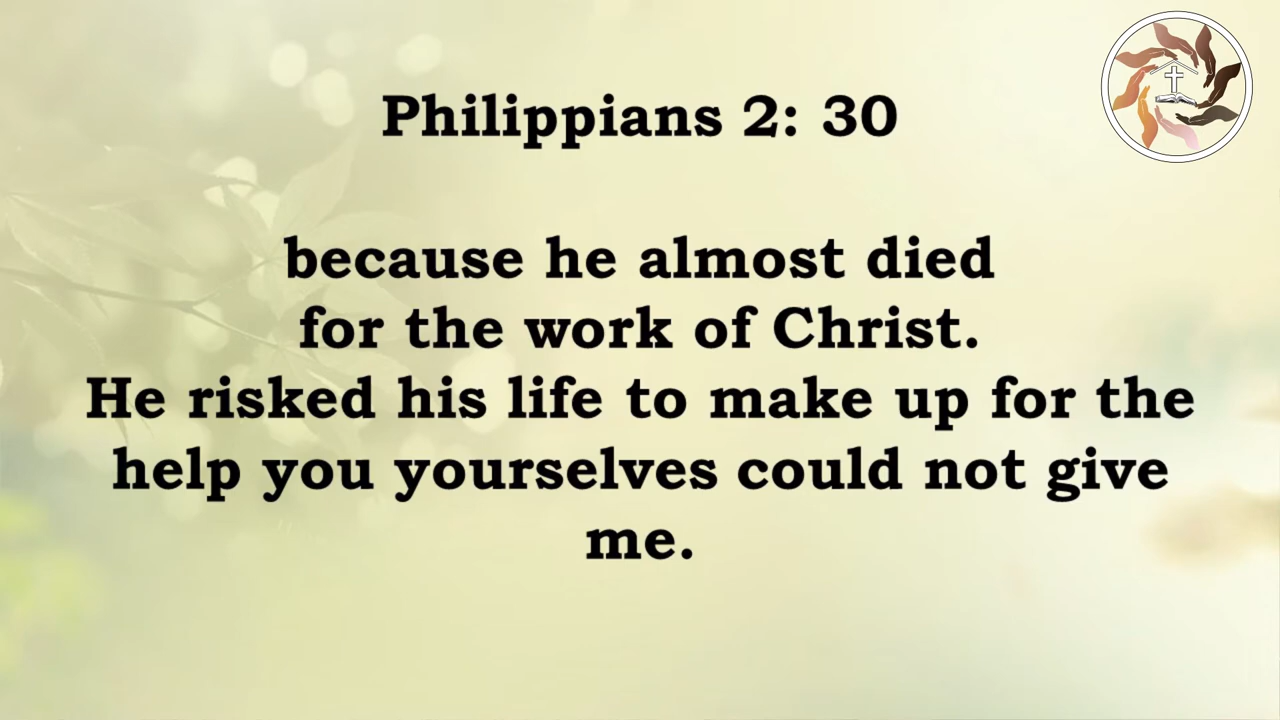 Philippians 2: 30
because he almost died
for the work of Christ.
He risked his life to make up for the
help you yourselves could not give
me.